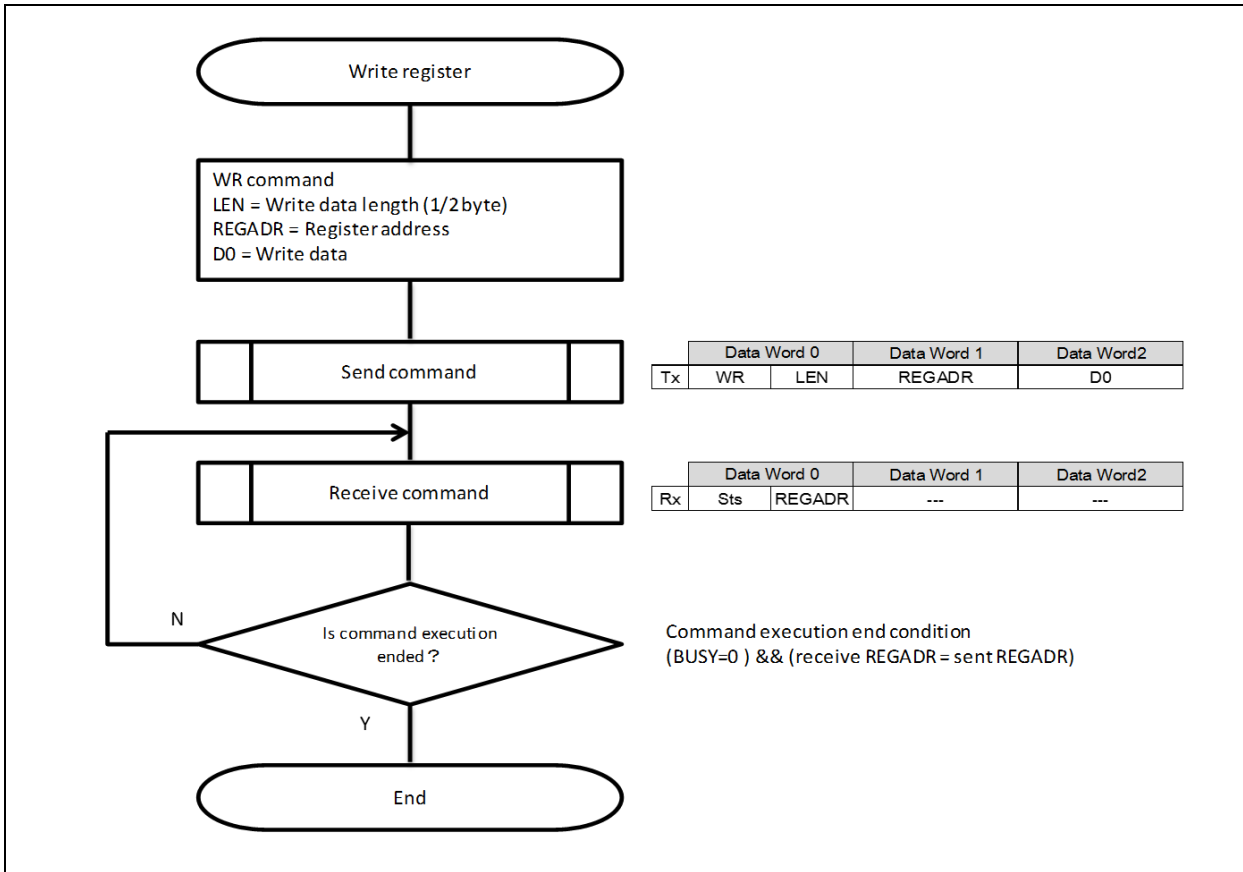 Write register
WR command
LEN = Write data length (1/2 byte)
REGADR = Register address
D0 = Write data
Send command
Data Word 0 Data Word 1 Data Word2
Tx WR LEN REGADR D0
Receive command
Data Word 0 Data Word 1 Data Word2
Rx Sts REGADR --- ---
N
Is command execution
ended?
Command execution end condition
(BUSY=0 ) && (receive REGADR = sent REGADR)
Y
End